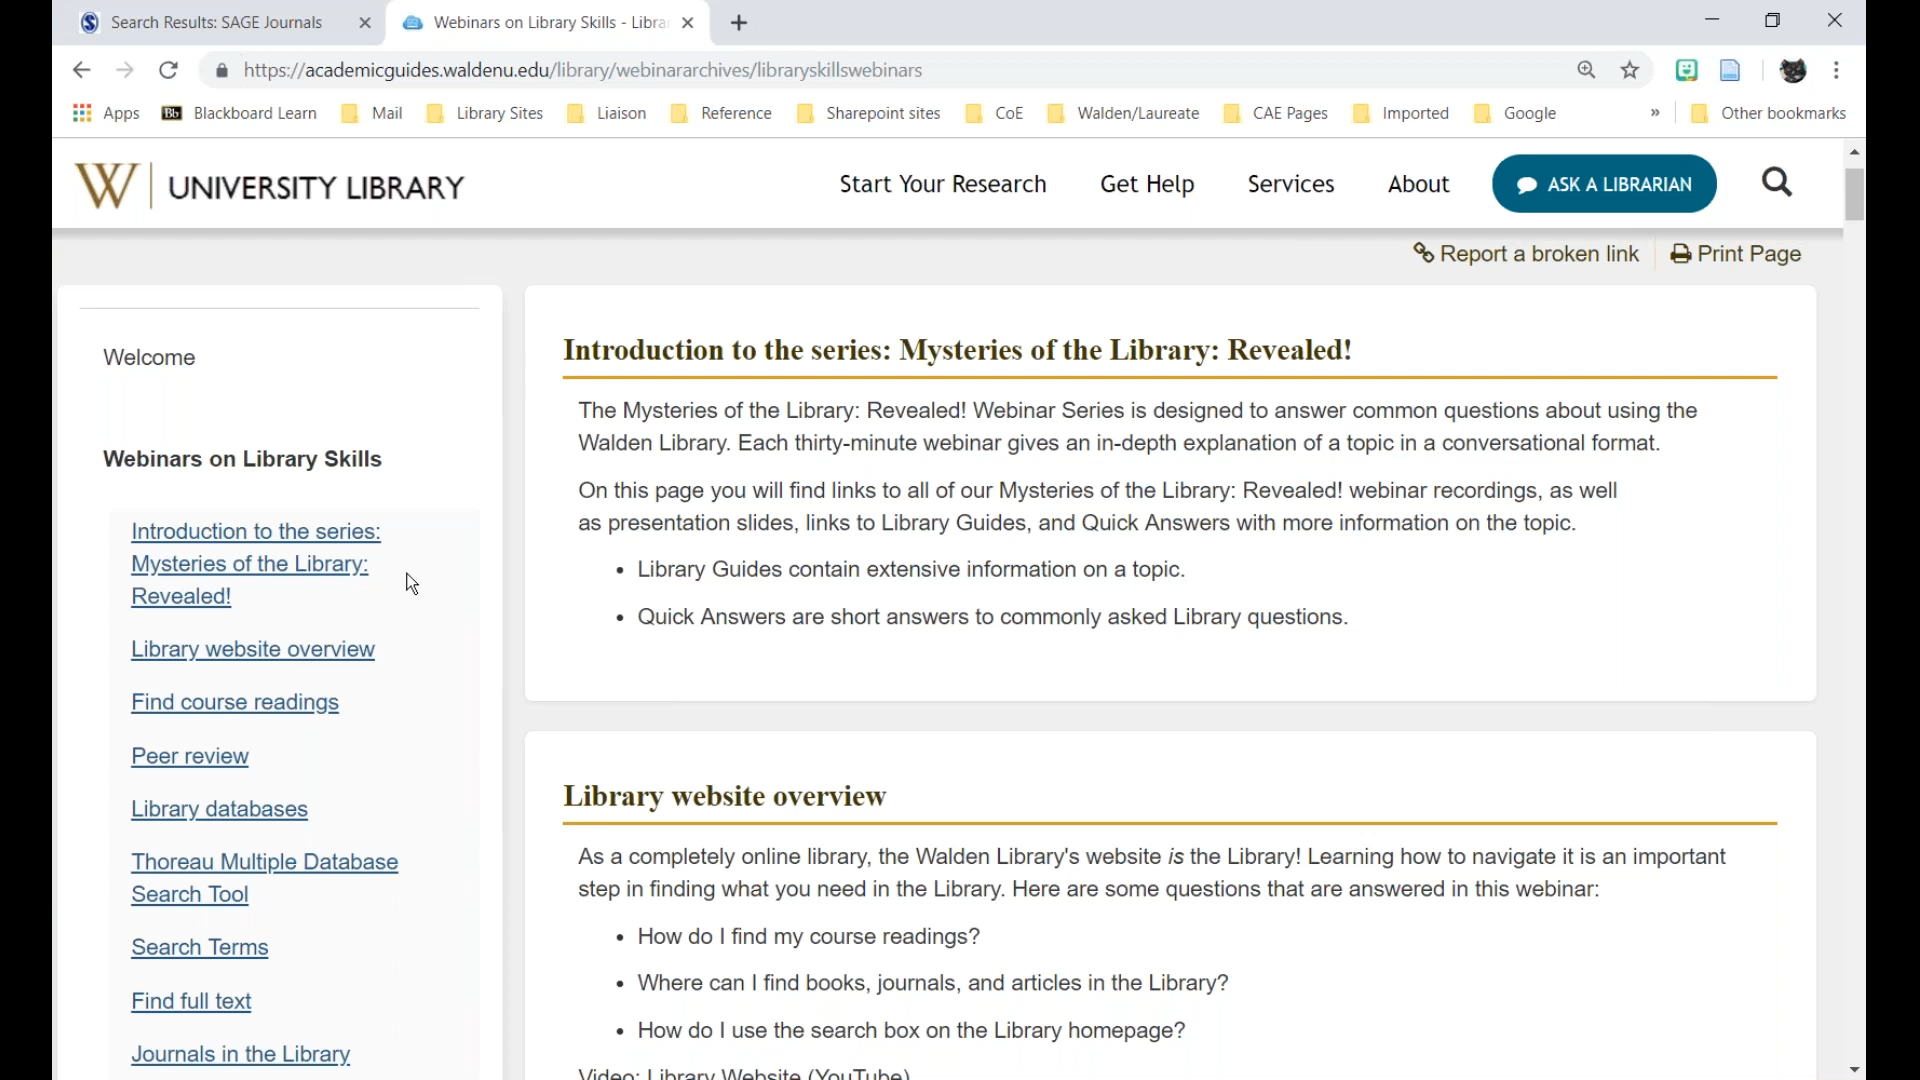 Search Results: SAGE Journals
Webinars on Library Skills - Libra
https://academicguides.waldenu.edu/library/webinararchives/libraryskillswebinars
Apps Bb Blackboard Learn Mail Library Sites Liaison Reference Sharepoint sites CoE Walden/Laureate CAE Pages Imported Google » Other bookmarks
W UNIVERSITY LIBRARY
Start Your Research Get Help Services About ASK A LIBRARIAN
Report a broken link Print Page
Welcome
Webinars on Library Skills
Introduction to the series:
Mysteries of the Library:
Revealed!
Library website overview
Find course readings
Peer review
Library databases
Thoreau Multiple Database
Search Tool
Search Terms
Find full text
Journals in the Library
Introduction to the series: Mysteries of the Library: Revealed!
The Mysteries of the Library: Revealed! Webinar Series is designed to answer common questions about using the
Walden Library. Each thirty-minute webinar gives an in-depth explanation of a topic in a conversational format.
On this page you will find links to all of our Mysteries of the Library: Revealed! webinar recordings, as well
as presentation slides, links to Library Guides, and Quick Answers with more information on the topic.
• Library Guides contain extensive information on a topic.
• Quick Answers are short answers to commonly asked Library questions.
Library website overview
As a completely online library, the Walden Library's website is the Library! Learning how to navigate it is an important
step in finding what you need in the Library. Here are some questions that are answered in this webinar:
• How do I find my course readings?
• Where can I find books, journals, and articles in the Library?
• How do I use the search box on the Library homepage?
Video: Library Website (YouTube)